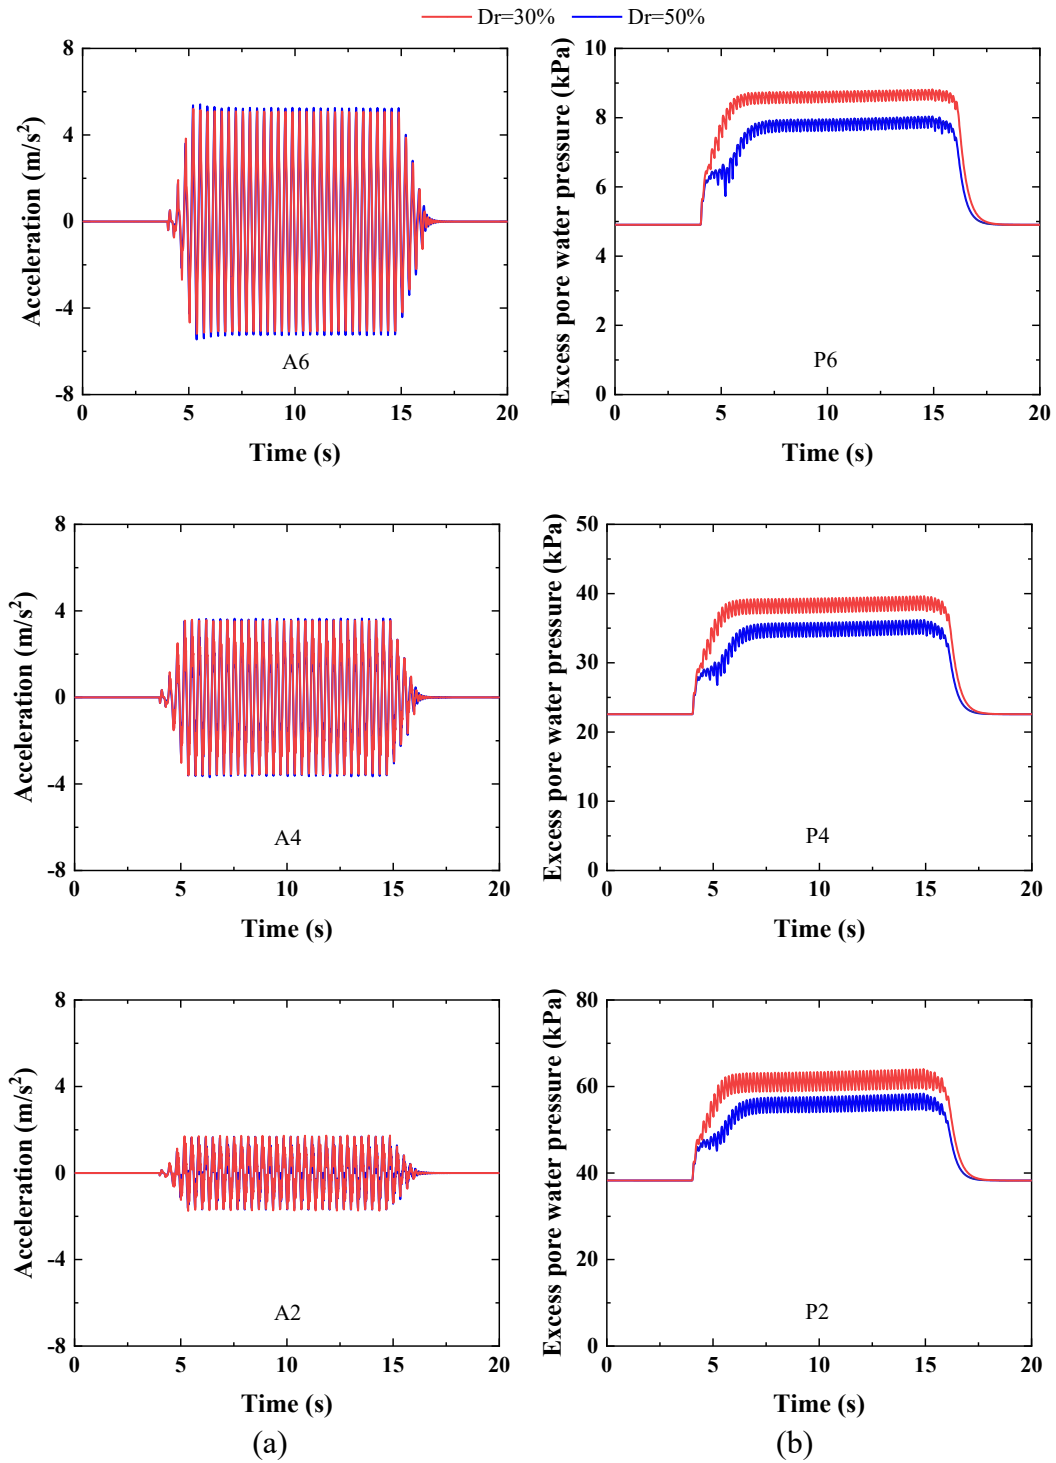 Dr=30% Dr=50%
Acceleration (m/s²)
8
4
0
-4
-8
A6
0 5 10 15 20
Time (s)
Excess pore water pressure (kPa)
10
8
6
4
2
0
P6
0 5 10 15 20
Time (s)
Acceleration (m/s²)
8
4
0
-4
-8
A4
0 5 10 15 20
Time (s)
Excess pore water pressure (kPa)
50
40
30
20
10
0
P4
0 5 10 15 20
Time (s)
Acceleration (m/s²)
8
4
0
-4
-8
A2
0 5 10 15 20
Time (s)
Excess pore water pressure (kPa)
80
60
40
20
0
P2
0 5 10 15 20
Time (s)
(a)
(b)